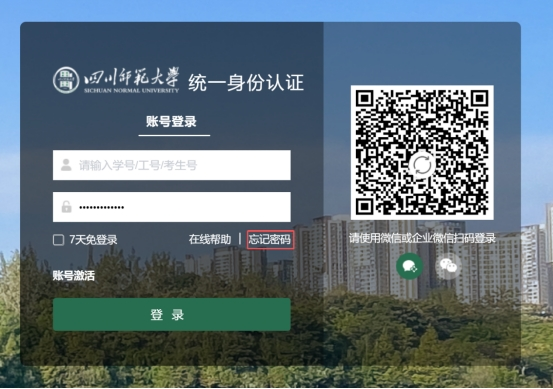 四川师范大学
SICHUAN NORMAL UNIVERSITY
统一身份认证
账号登录
请输入学号/工号/考生号
•••••••••••••
7天免登录
在线帮助 | 忘记密码
账号激活
登 录
请使用微信或企业微信扫码登录